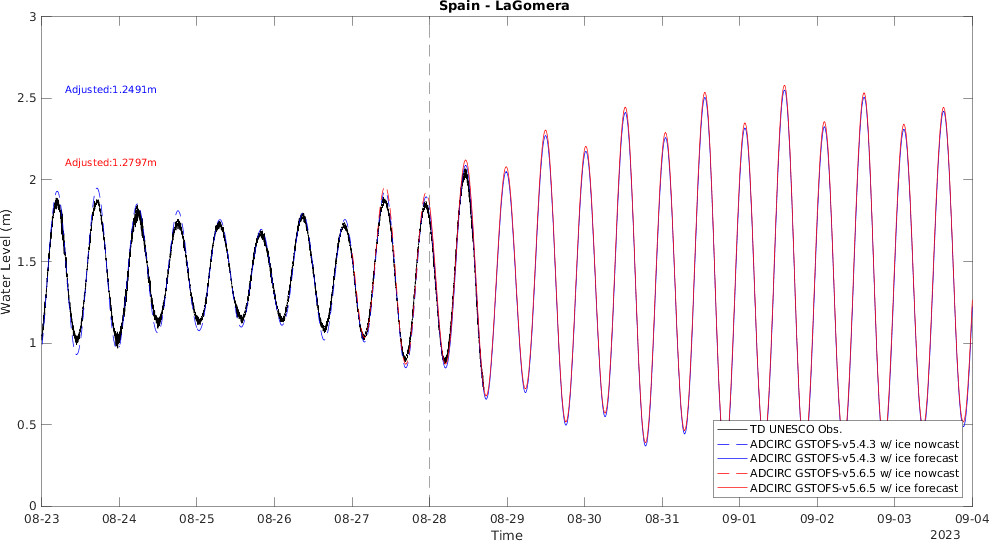 Spain - LaGomera
3
2.5
2
1.5
1
0.5
0
Water Level (m)
Adjusted:1.2491m
Adjusted:1.2797m
TD UNESCO Obs.
ADCIRC GSTOFS-v5.4.3 w/ ice nowcast
ADCIRC GSTOFS-v5.4.3 w/ ice forecast
ADCIRC GSTOFS-v5.6.5 w/ ice nowcast
ADCIRC GSTOFS-v5.6.5 w/ ice forecast
08-23 08-24 08-25 08-26 08-27 08-28 08-29 08-30 08-31 09-01 09-02 09-03 09-04
Time
2023